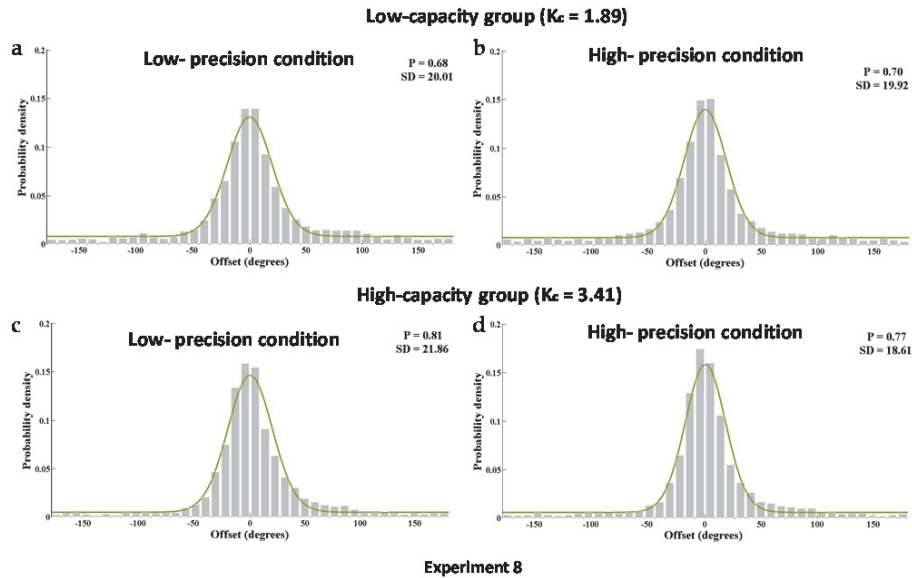 Low-capacity group (Kc = 1.89)
a
Low- precision condition
P = 0.68
SD = 20.01
0.2
0.15
0.1
0.05
0
Probability density
-150
-100
-50
0
50
100
150
Offset (degrees)
b
High- precision condition
P = 0.70
SD = 19.92
0.2
0.15
0.1
0.05
0
Probability density
-150
-100
-50
0
50
100
150
Offset (degrees)
High-capacity group (Kc = 3.41)
c
Low- precision condition
P = 0.81
SD = 21.86
0.2
0.15
0.1
0.05
0
Probability density
-150
-100
-50
0
50
100
150
Offset (degrees)
d
High- precision condition
P = 0.77
SD = 18.61
0.2
0.15
0.1
0.05
0
Probability density
-150
-100
-50
0
50
100
150
Offset (degrees)
Experiment 8